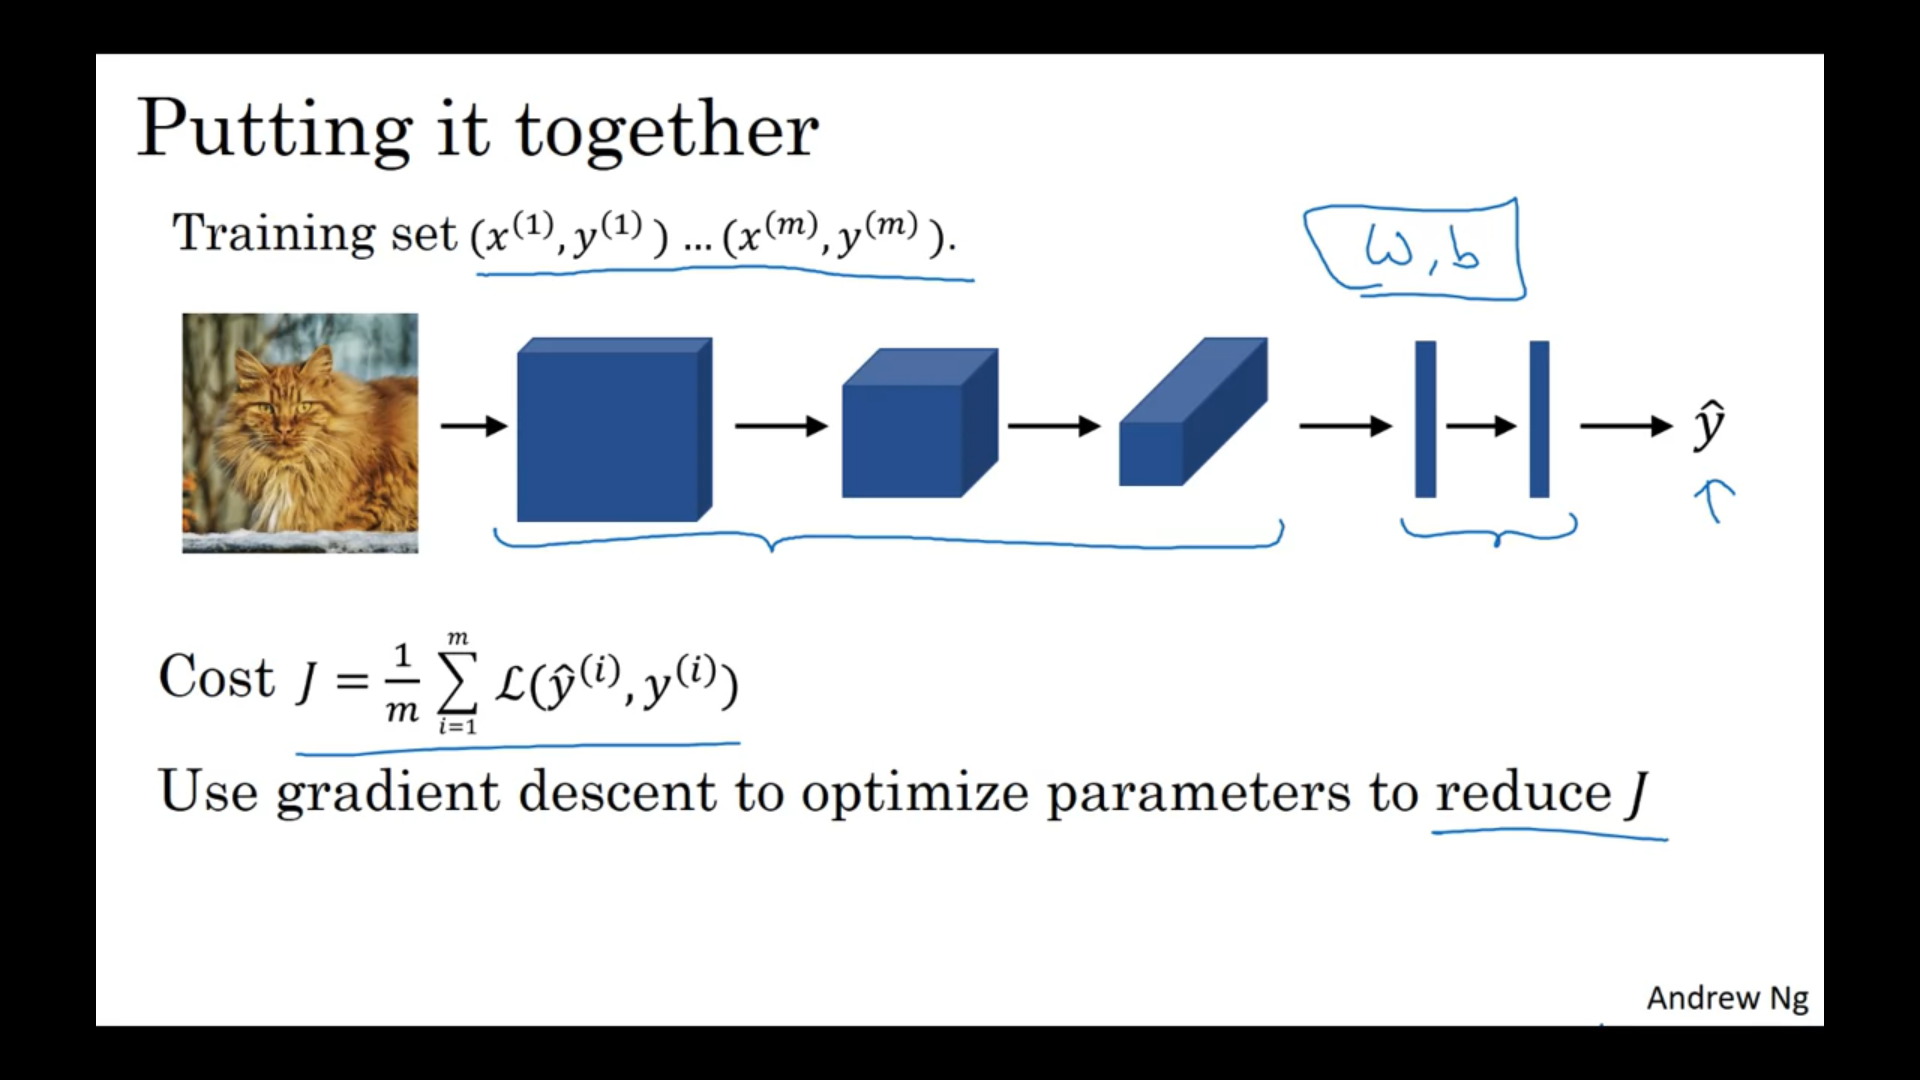 Putting it together
Training set (x^(1), y^(1)) ... (x^(m), y^(m)).
w, b
ŷ
Cost J = 1/m ∑_{i=1}^{m} ℒ(ŷ^(i), y^(i))
Use gradient descent to optimize parameters to reduce J
Andrew Ng